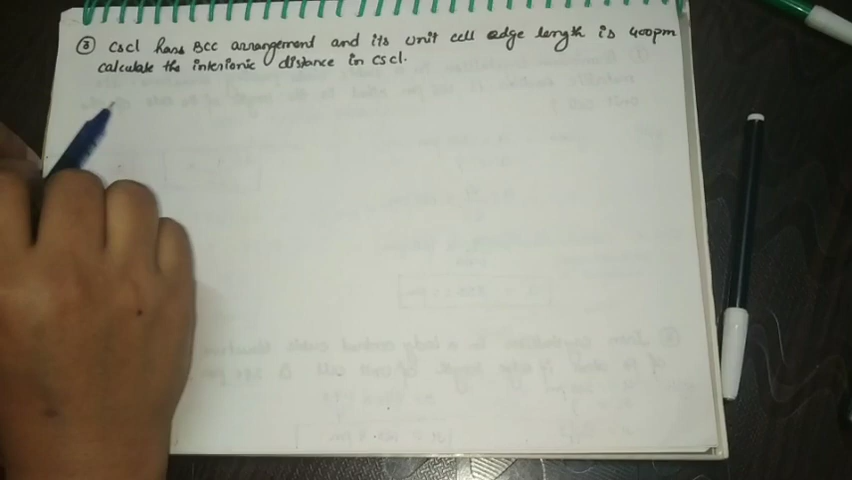 ③ CsCl has BCC arrangement and its unit cell edge length is 400pm
calculate the interionic distance in CsCl.